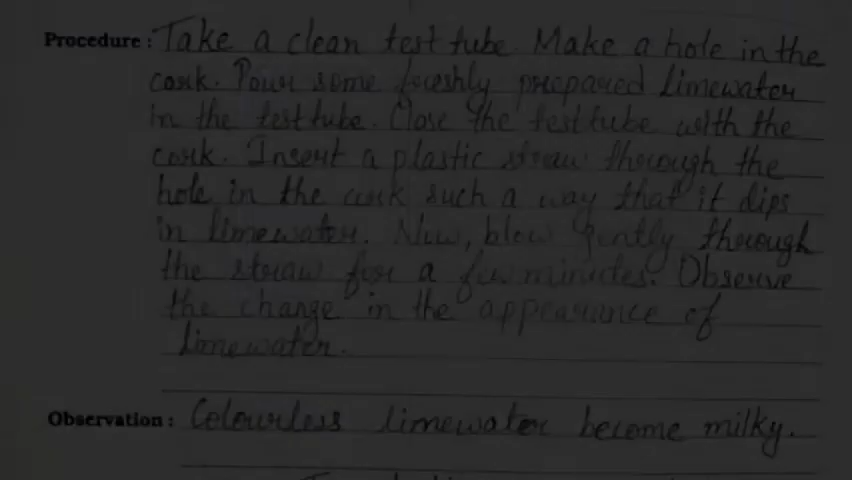 Procedure : Take a clean test tube. Make a hole in the
cork. Pour some freshly prepared limewater
in the test tube. Close the test tube with the
cork. Insert a plastic straw through the
hole in the cork such a way that it dips
in limewater. Now, blow gently through
the straw for a few minutes. Observe
the change in the appearance of
limewater.
Observation : Colourless limewater become milky.